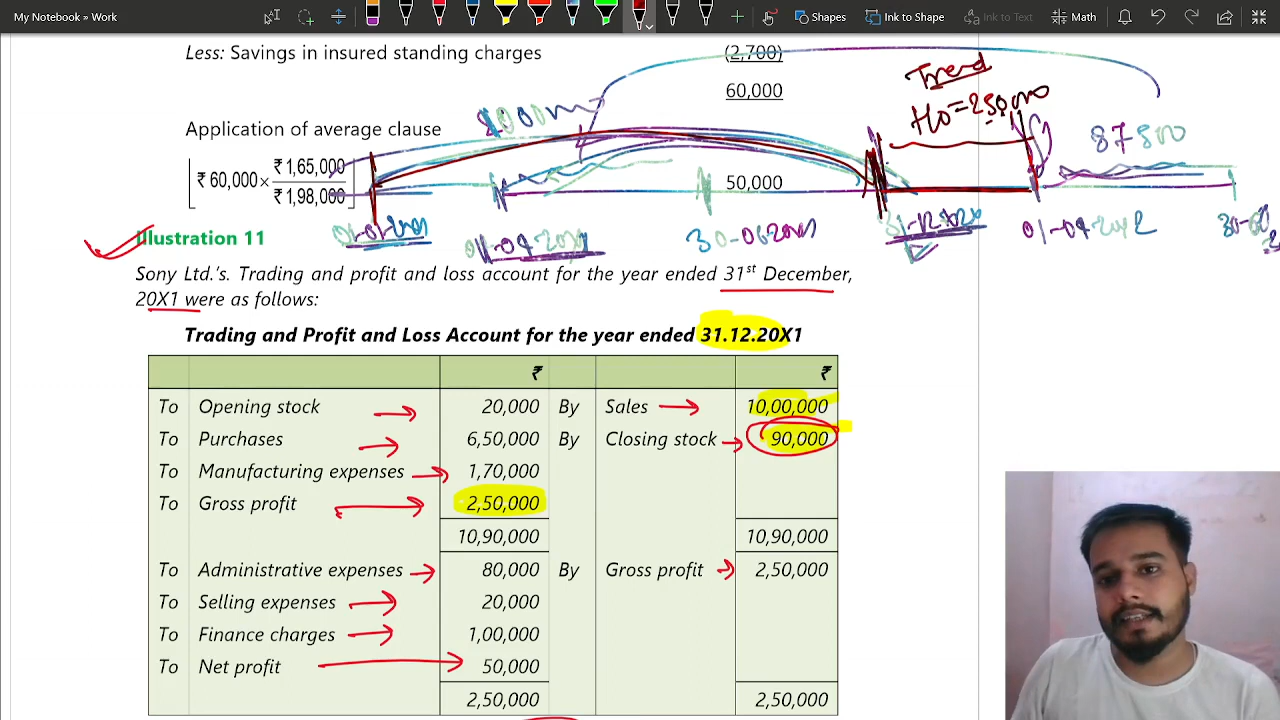 My Notebook > Work
Shapes Ink to Shape Ink to Text Math
Less: Savings in insured standing charges (2,700)
60,000
Trend
Application of average clause
87800
₹ 60,000 × ₹ 1,65,000 / ₹ 1,98,000 50,000
30-06-20X1
Illustration 11
Sony Ltd.'s. Trading and profit and loss account for the year ended 31st December,
20X1 were as follows:
Trading and Profit and Loss Account for the year ended 31.12.20X1
₹ ₹
To Opening stock 20,000 By Sales 10,00,000
To Purchases 6,50,000 By Closing stock 90,000
To Manufacturing expenses 1,70,000
To Gross profit 2,50,000
10,90,000 10,90,000
To Administrative expenses 80,000 By Gross profit 2,50,000
To Selling expenses 20,000
To Finance charges 1,00,000
To Net profit 50,000
2,50,000 2,50,000